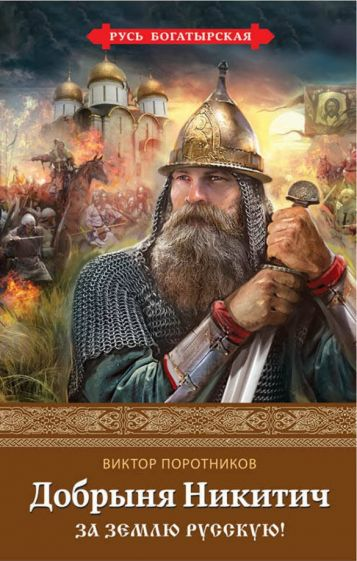 РУСЬ БОГАТЫРСКАЯ
ВИКТОР ПОРОТНИКОВ
Добрыня Никитич
ЗА ЗЕМЛЮ РУССКУЮ!